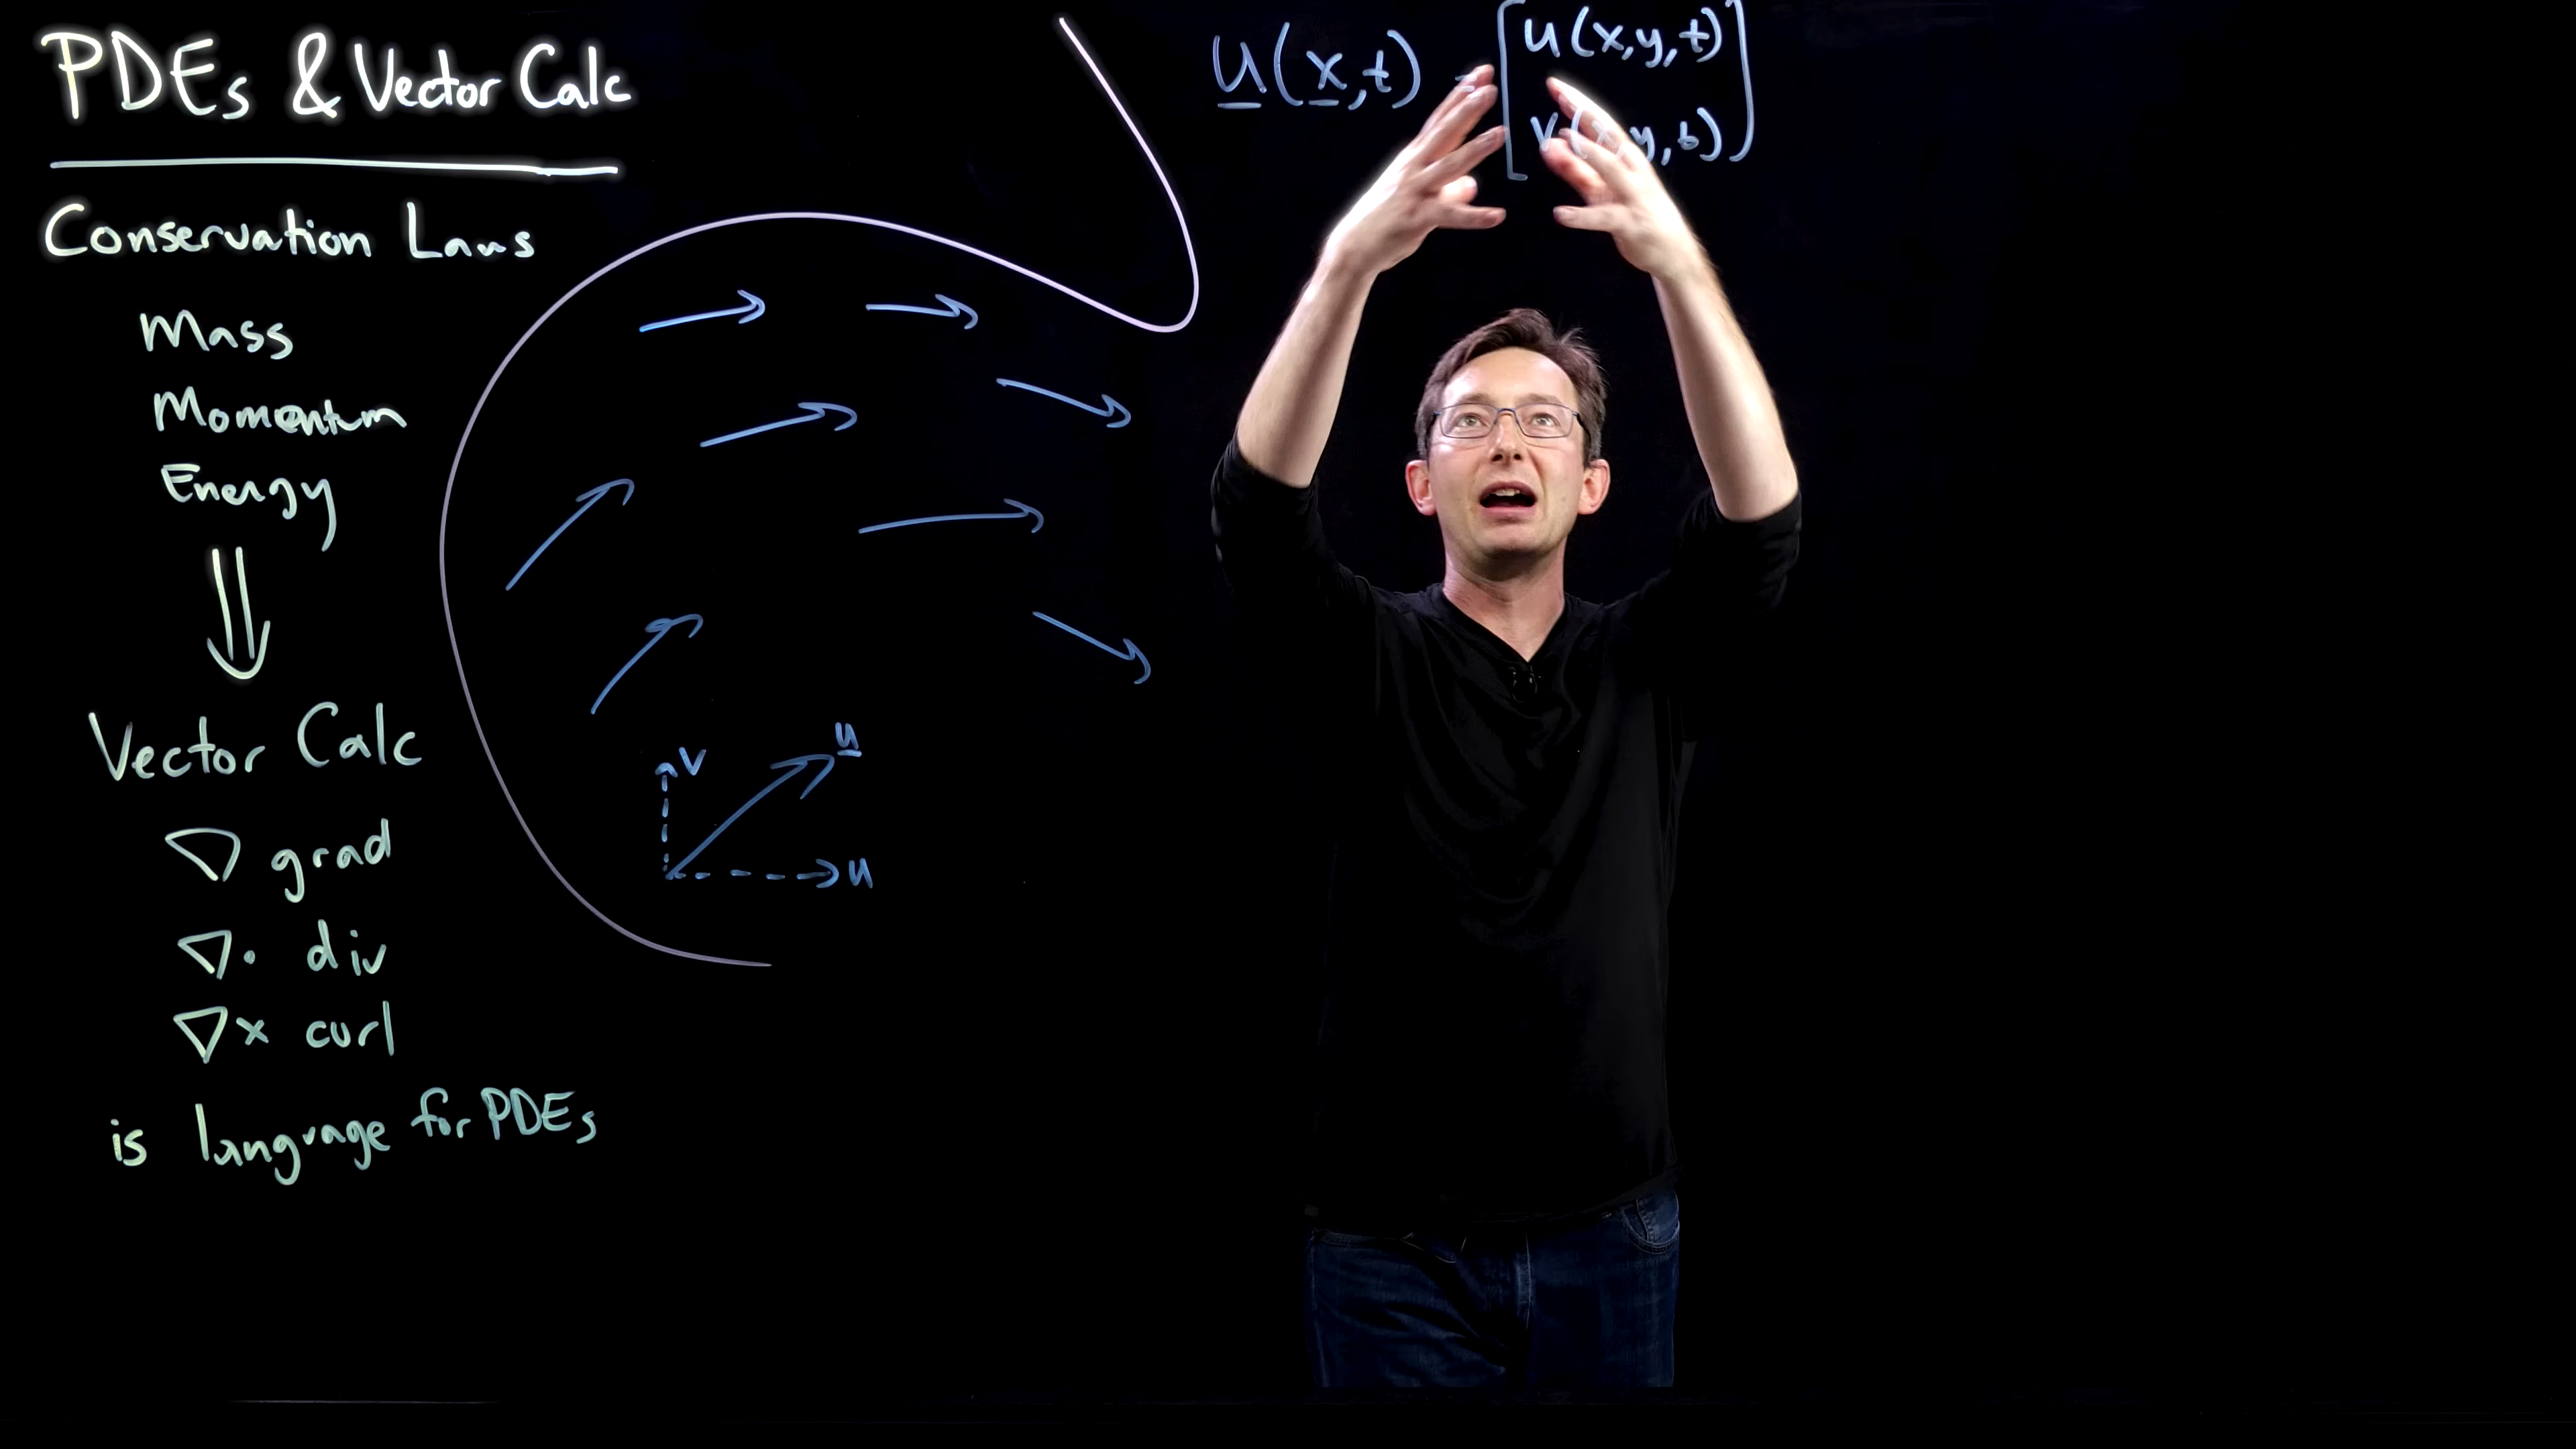 PDEs & Vector Calc
Conservation Laws
Mass
Momentum
Energy
Vector Calc
∇ grad
∇· div
∇× curl
is language for PDEs
u(x,t) = [u(x,y,t)
v(x,y,t)]
v
u
u